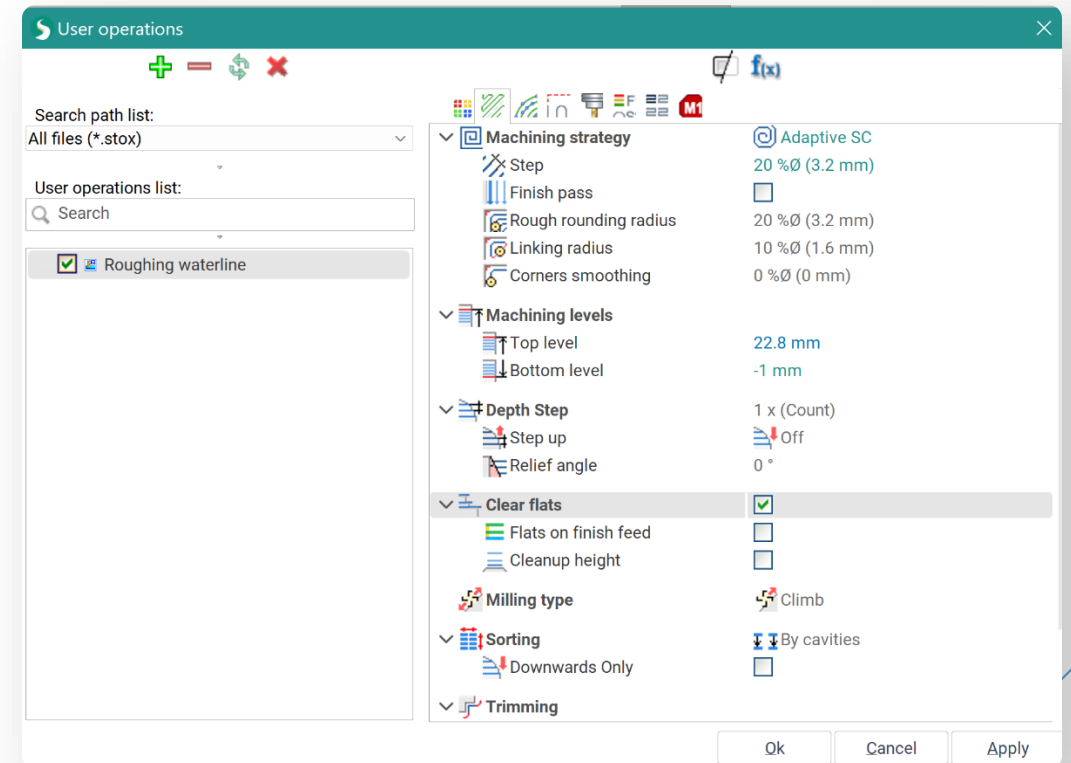 User operations
f(x)
Search path list:
All files (*.stox)
User operations list:
Search
Roughing waterline
M1
Machining strategy Adaptive SC
Step 20 %Ø (3.2 mm)
Finish pass
Rough rounding radius 20 %Ø (3.2 mm)
Linking radius 10 %Ø (1.6 mm)
Corners smoothing 0 %Ø (0 mm)
Machining levels
Top level 22.8 mm
Bottom level -1 mm
Depth Step 1 x (Count)
Step up Off
Relief angle 0 °
Clear flats
Flats on finish feed
Cleanup height
Milling type Climb
Sorting By cavities
Downwards Only
Trimming
Ok Cancel Apply